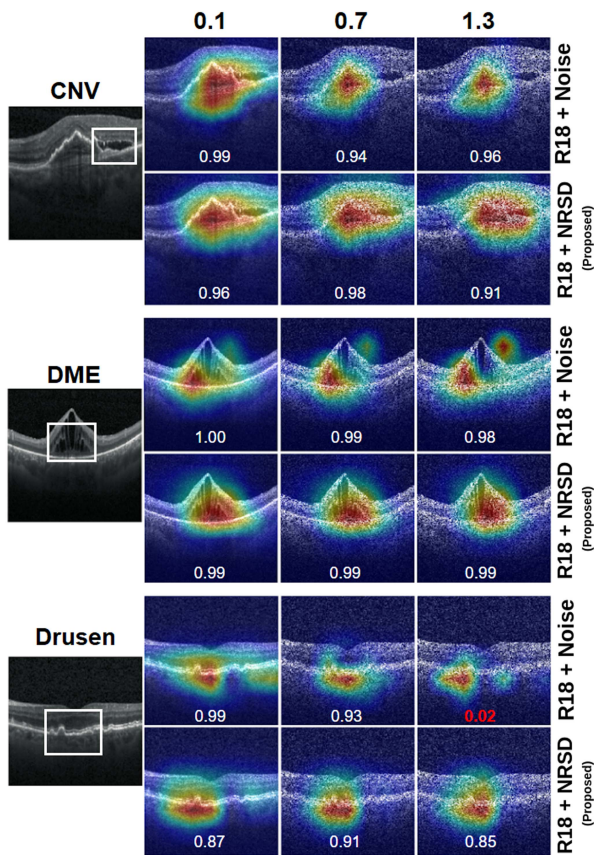 0.1 0.7 1.3
CNV
R18 + Noise
0.99 0.94 0.96
R18 + NRSD
(Proposed)
0.96 0.98 0.91
DME
R18 + Noise
1.00 0.99 0.98
R18 + NRSD
(Proposed)
0.99 0.99 0.99
Drusen
R18 + Noise
0.99 0.93 0.02
R18 + NRSD
(Proposed)
0.87 0.91 0.85